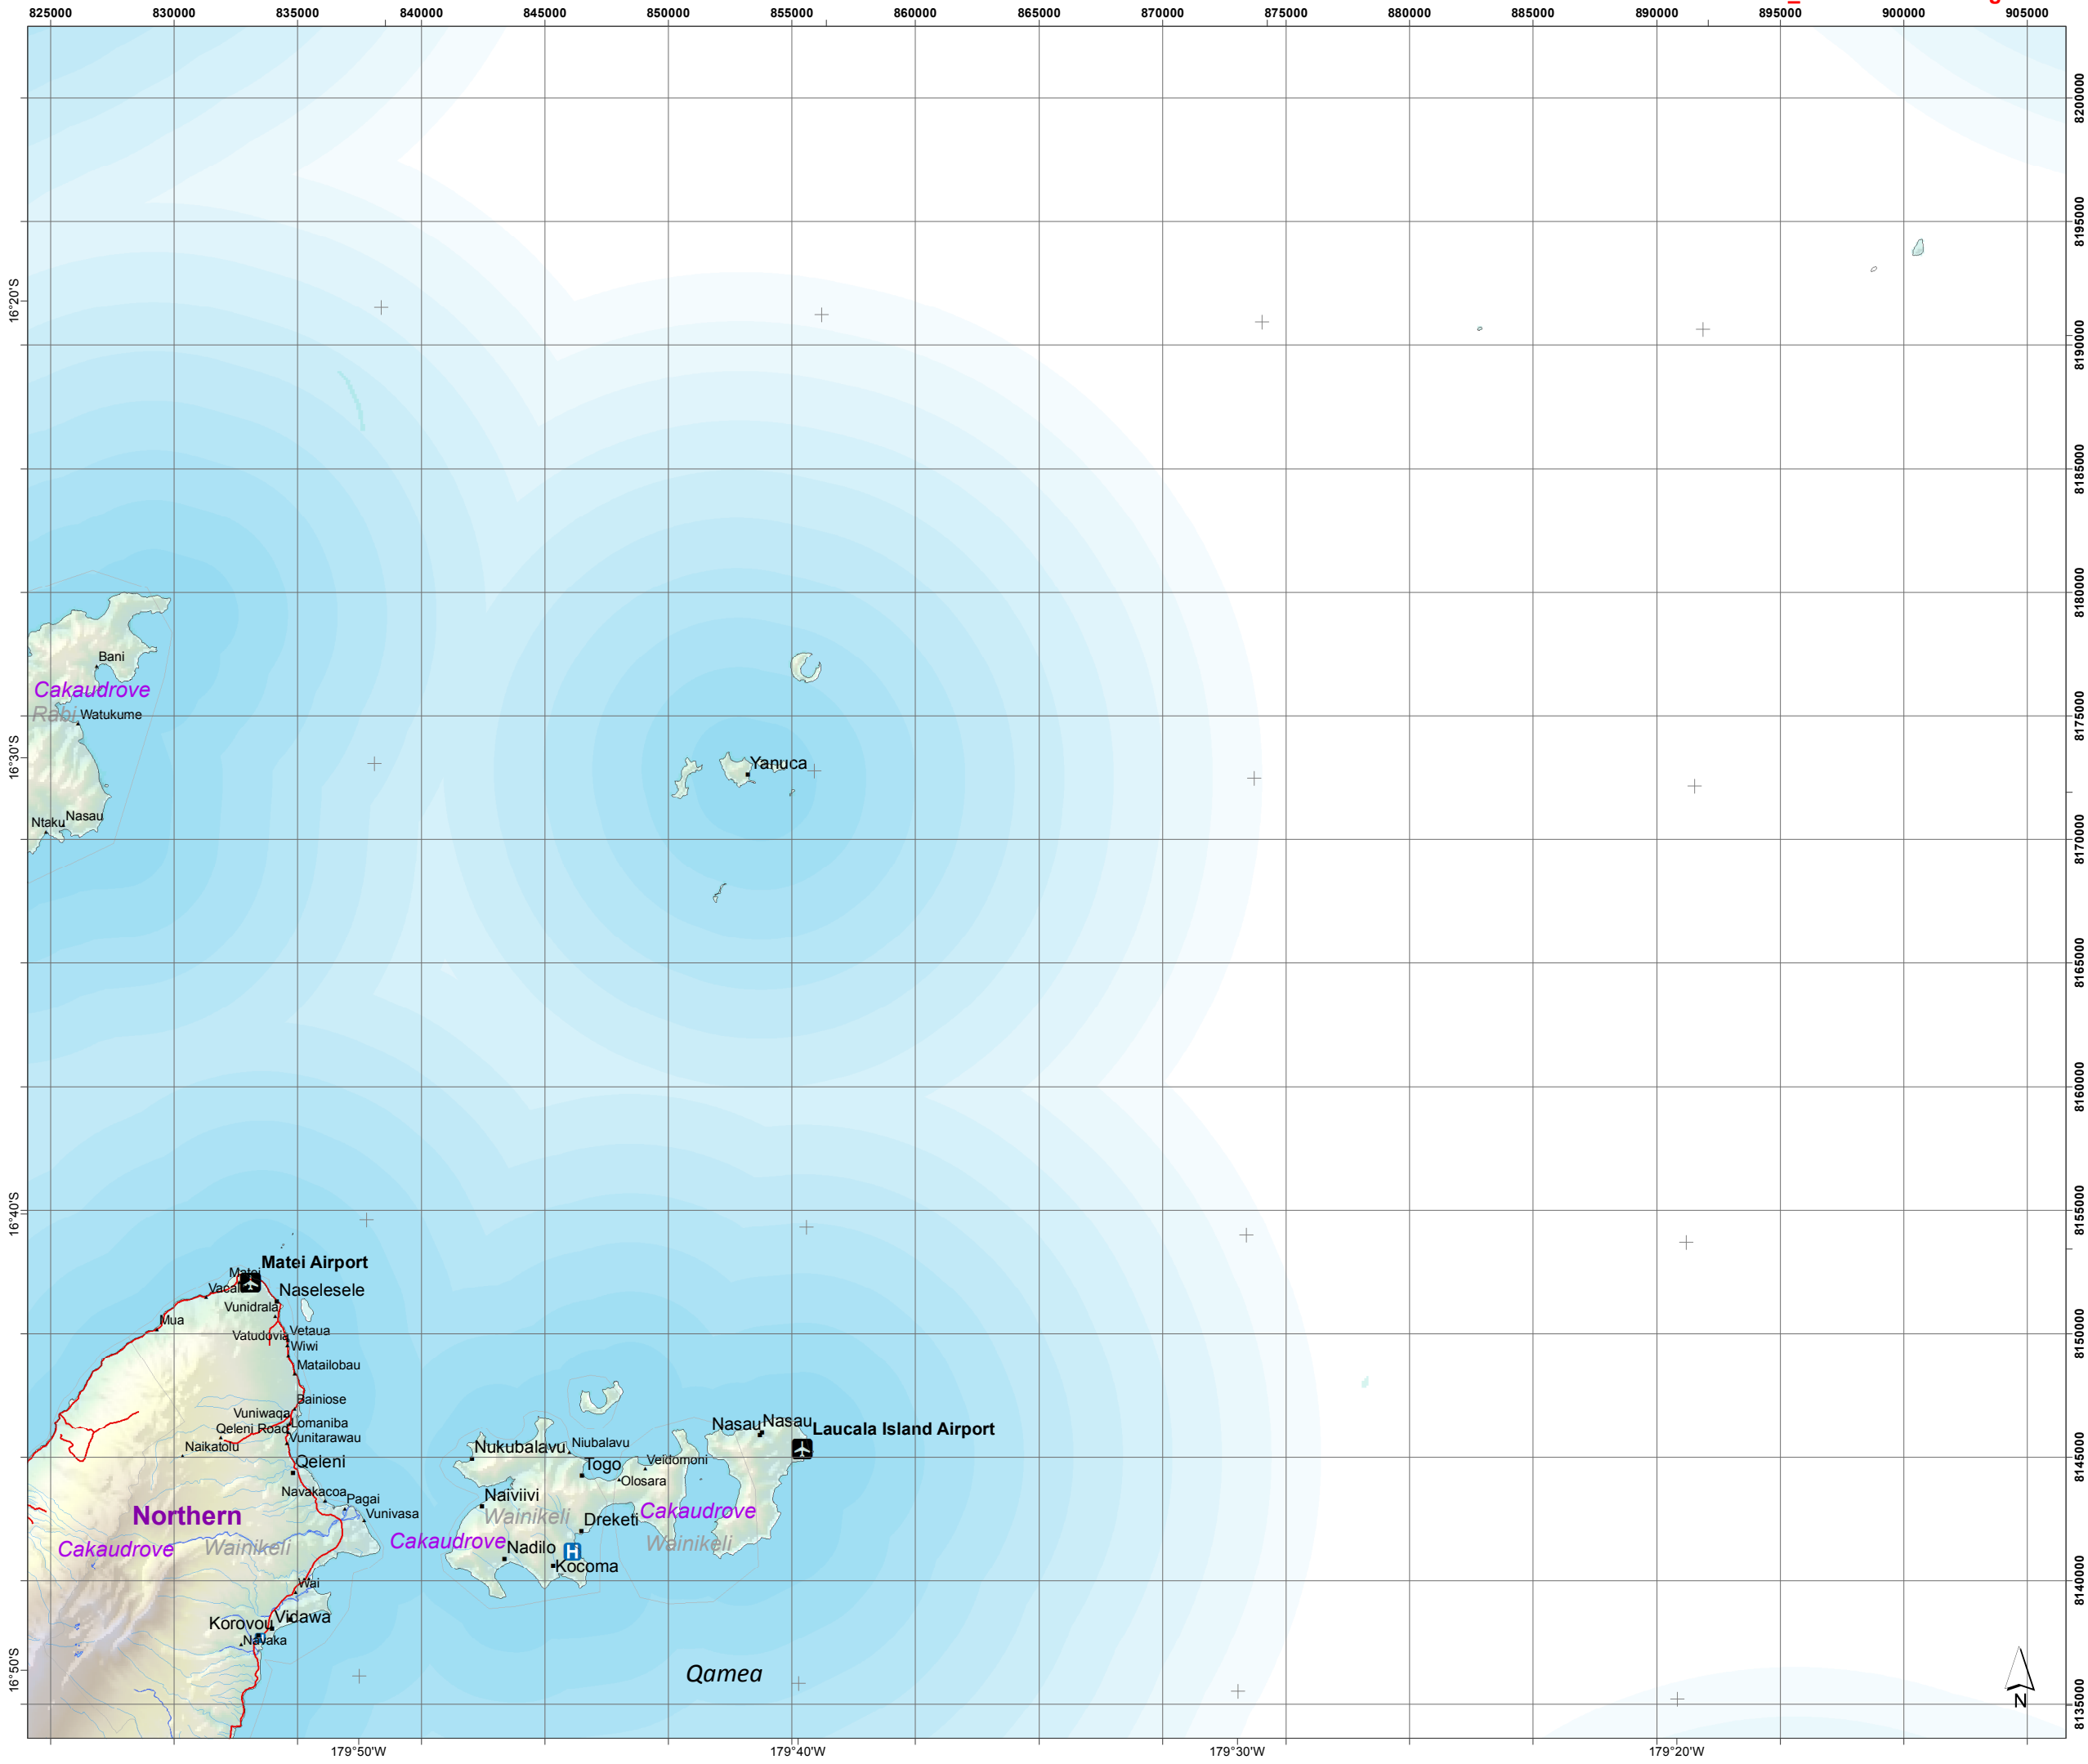 825000 830000 835000 840000 845000 850000 855000 860000 865000 870000 875000 880000 885000 890000 895000 900000 905000
8200000
8195000
16°20'S
8190000
8185000
8180000
Bani
Cakaudrove
Rabi
Watukume
8175000
16°30'S
Yanuca
Nasau
Ntaku
8170000
8165000
8160000
16°40'S
8155000
Matei Airport
Matei
Vacala
Naselesele
Vunidrala
Mua
Vetaua
Vatudovia
Wiwi
8150000
Matailobau
Bainiose
Vuniwaqa
Lomaniba
Qeleni Road
Vunitarawau
Naikatolu
Qeleni
Nasau
Nasau
Laucala Island Airport
Nukubalavu
Niubalavu
Togo
Veidomoni
Olosara
8145000
Navakacoa
Pagai
Vunivasa
Naiviivi
Wainikeli
Dreketi
Cakaudrove
Wainikeli
Northern
Cakaudrove
Wainikeli
Cakaudrove
Nadilo
H
Kocoma
8140000
Wai
Vidawa
Korovou
Navaka
16°50'S
Qamea
8135000
N
179°50'W 179°40'W 179°30'W 179°20'W